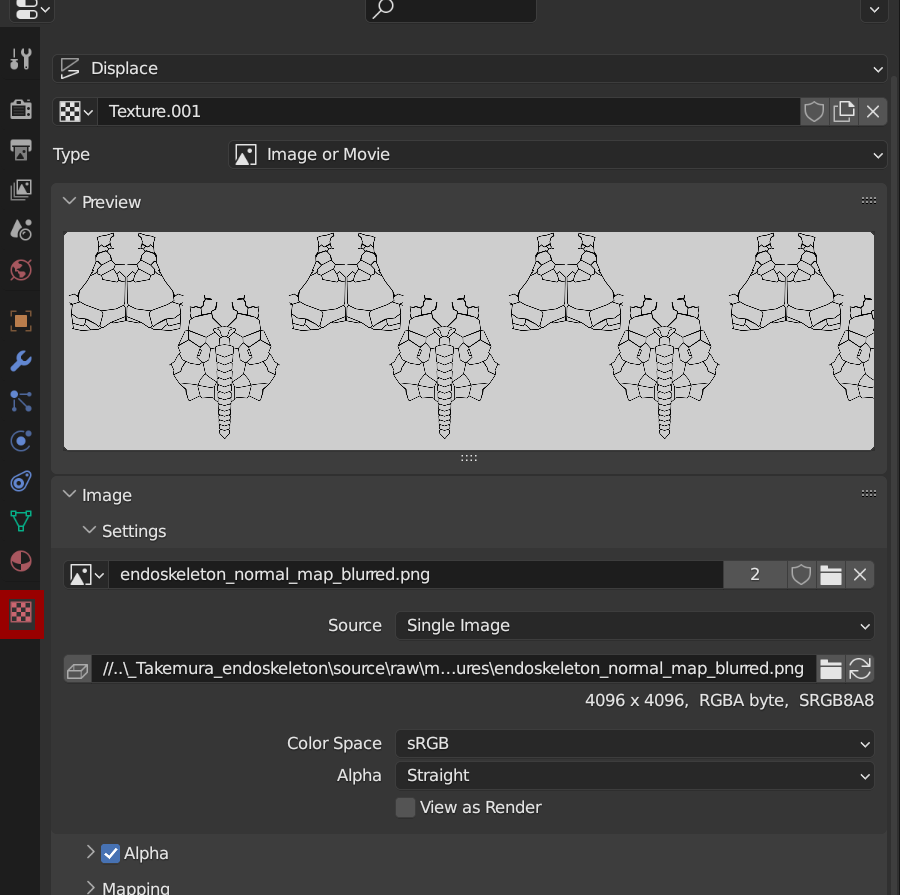 Displace
Texture.001
Type
Image or Movie
Preview
Image
Settings
endoskeleton_normal_map_blurred.png
2
Source
Single Image
//..\_Takemura_endoskeleton\source\raw\m...ures\endoskeleton_normal_map_blurred.png
4096 x 4096, RGBA byte, SRGB8A8
Color Space
sRGB
Alpha
Straight
View as Render
Alpha
Mapping